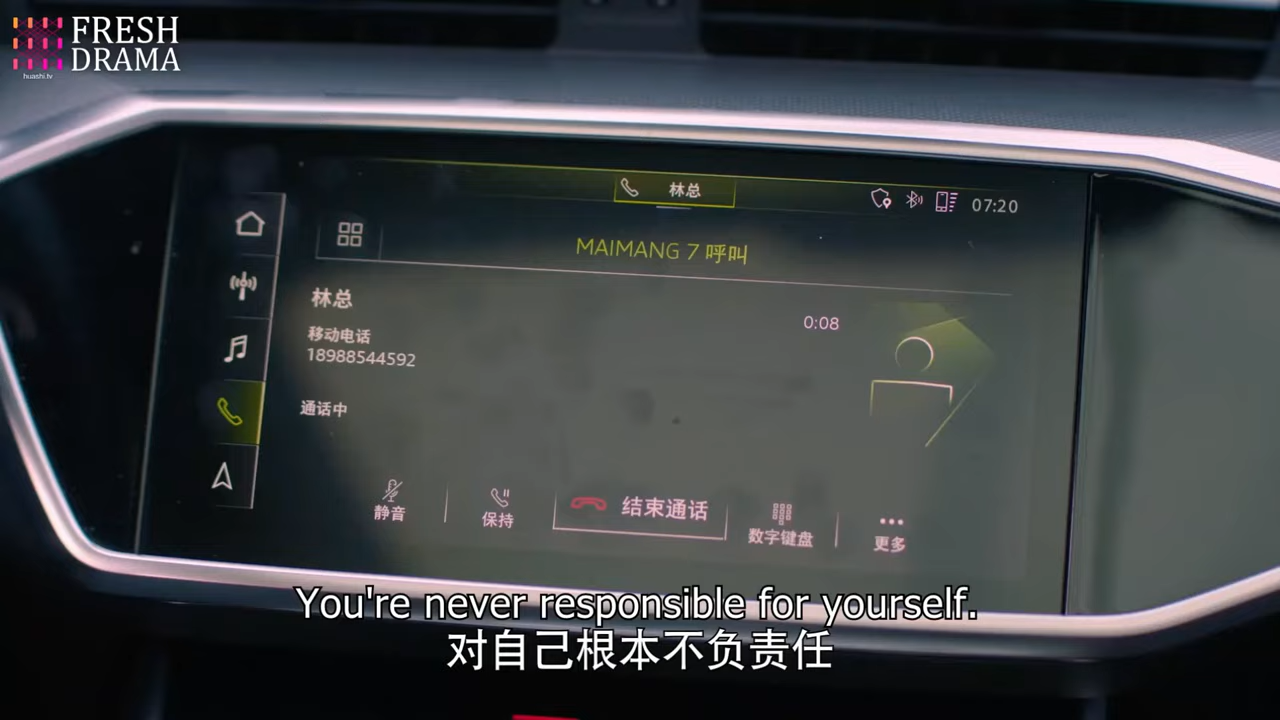 FRESH
DRAMA
huashi.tv
林总
07:20
MAIMANG 7 呼叫
林总
0:08
移动电话
18988544592
通话中
静音
保持
结束通话
数字键盘
更多
You're never responsible for yourself.
对自己根本不负责任